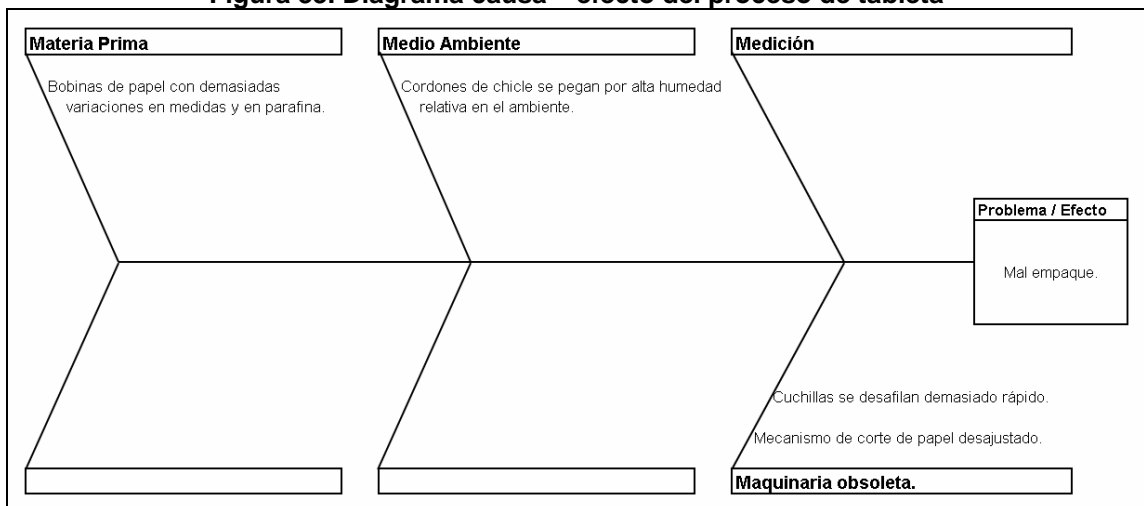 Materia Prima
Medio Ambiente
Medición
Bobinas de papel con demasiadas
variaciones en medidas y en parafina.
Cordones de chicle se pegan por alta humedad
relativa en el ambiente.
Problema / Efecto
Mal empaque.
Cuchillas se desafilan demasiado rápido.
Mecanismo de corte de papel desajustado.
Maquinaria obsoleta.